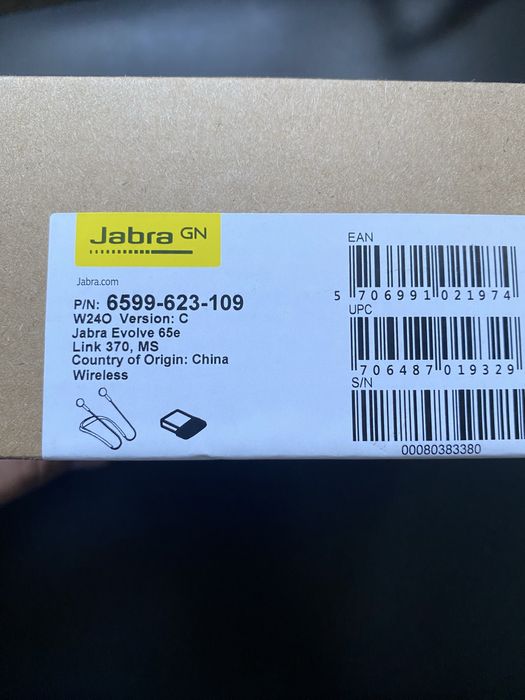 Jabra GN
Jabra.com
P/N: 6599-623-109
W24O Version: C
Jabra Evolve 65e
Link 370, MS
Country of Origin: China
Wireless
EAN
5 706991 021974
UPC
706487 019329
S/N
00080383380